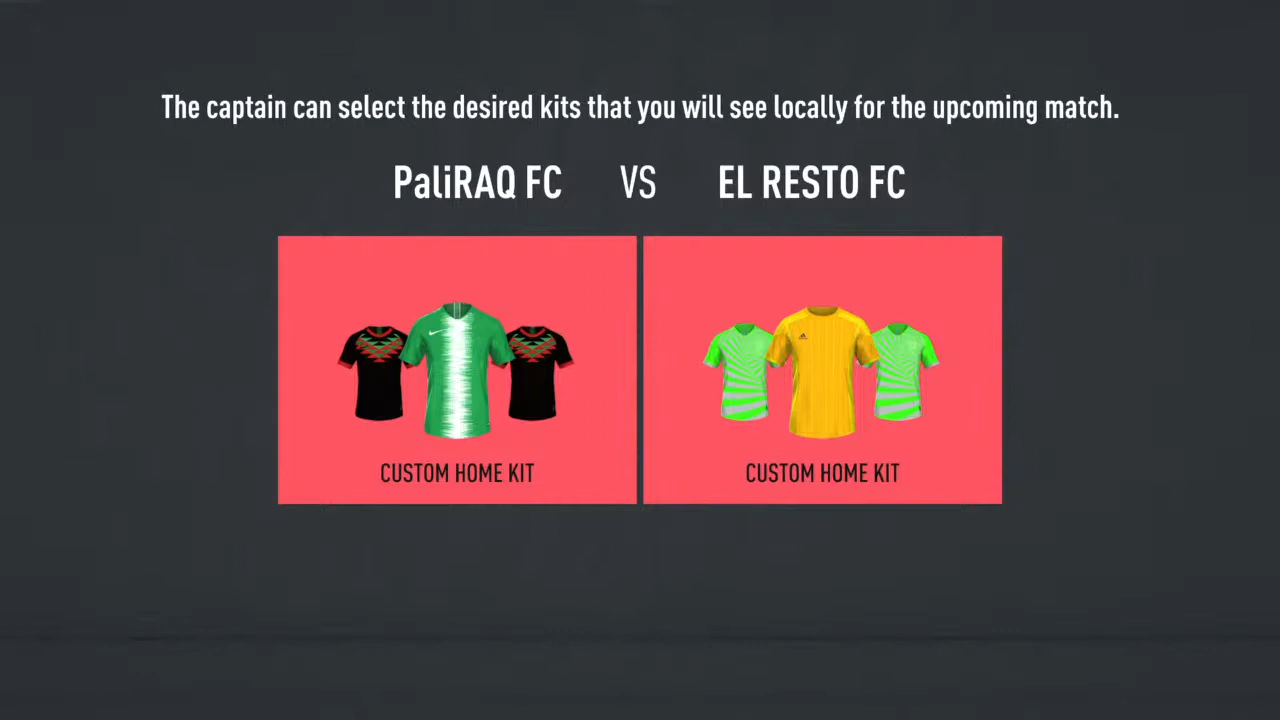 The captain can select the desired kits that you will see locally for the upcoming match.
PaliRAQ FC VS EL RESTO FC
CUSTOM HOME KIT CUSTOM HOME KIT